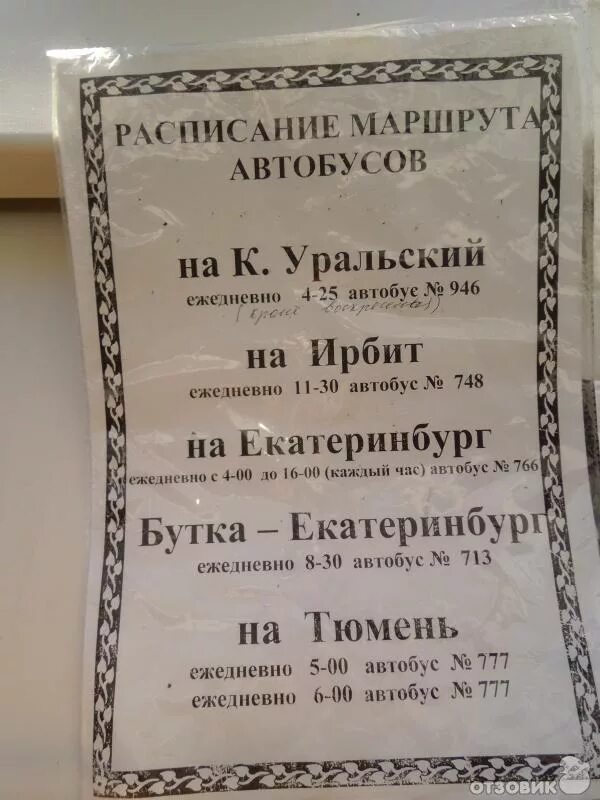 РАСПИСАНИЕ МАРШРУТА
АВТОБУСОВ
на К. Уральский
ежедневно 4-25 автобус № 946
(кроме воскресенья)
на Ирбит
ежедневно 11-30 автобус № 748
на Екатеринбург
ежедневно с 4-00 до 16-00 (каждый час) автобус № 766
Бутка – Екатеринбург
ежедневно 8-30 автобус № 713
на Тюмень
ежедневно 5-00 автобус № 777
ежедневно 6-00 автобус № 777
ОТЗОВИК